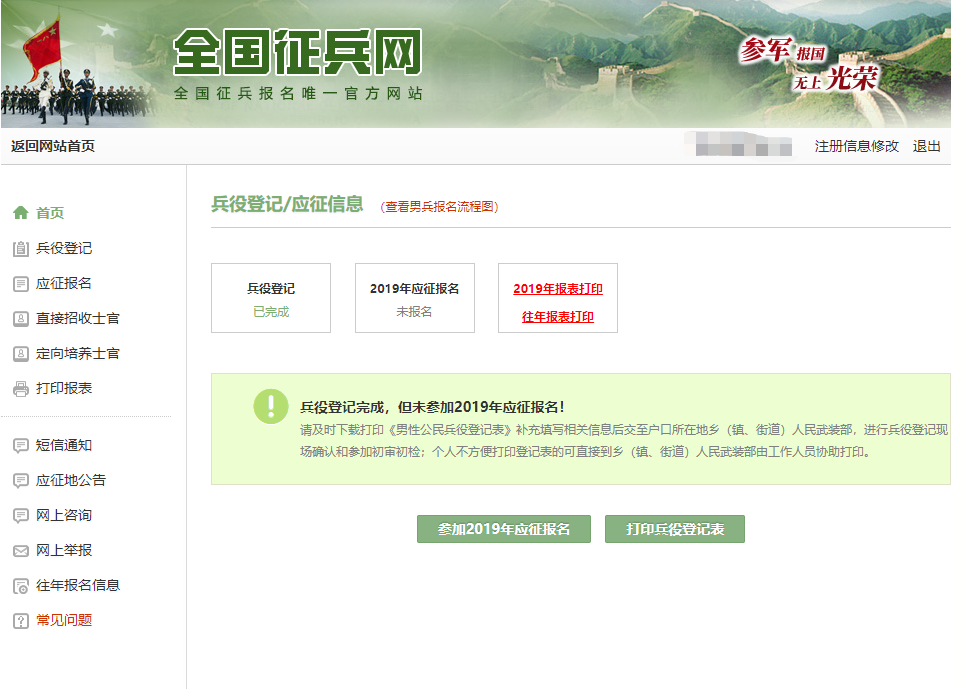 全国征兵网
全国征兵报名唯一官方网站
参军 报国
无上 光荣
返回网站首页
注册信息修改 退出
首页
兵役登记
应征报名
直接招收士官
定向培养士官
打印报表
短信通知
应征地公告
网上咨询
网上举报
往年报名信息
常见问题
兵役登记/应征信息 （查看男兵报名流程图）
兵役登记
已完成
2019年应征报名
未报名
2019年报表打印
往年报表打印
兵役登记完成，但未参加2019年应征报名！
请及时下载打印《男性公民兵役登记表》补充填写相关信息后交至户口所在地乡（镇、街道）人民武装部，进行兵役登记现
场确认和参加初审初检；个人不方便打印登记表的可直接到乡（镇、街道）人民武装部由工作人员协助打印。
参加2019年应征报名
打印兵役登记表